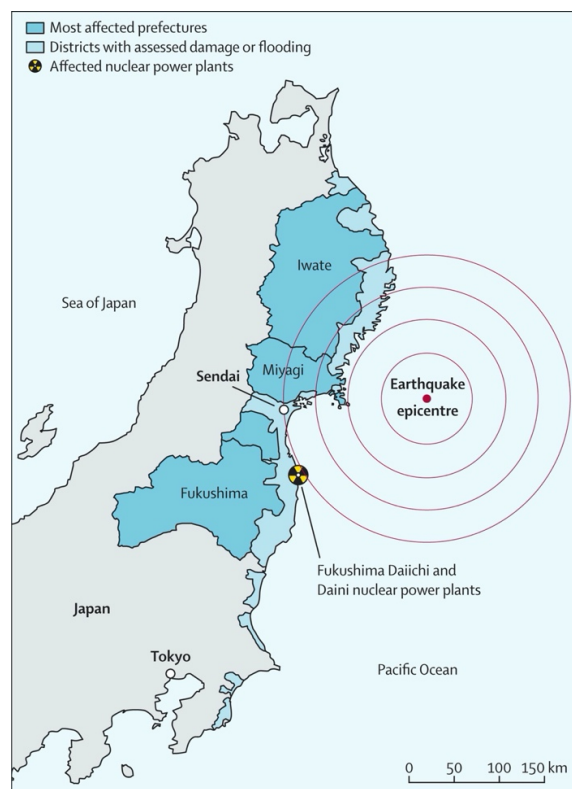 Most affected prefectures
Districts with assessed damage or flooding
Affected nuclear power plants
Iwate
Sea of Japan
Miyagi
Sendai
Earthquake
epicentre
Fukushima
Fukushima Daiichi and
Daini nuclear power plants
Japan
Tokyo
Pacific Ocean
0 50 100 150 km